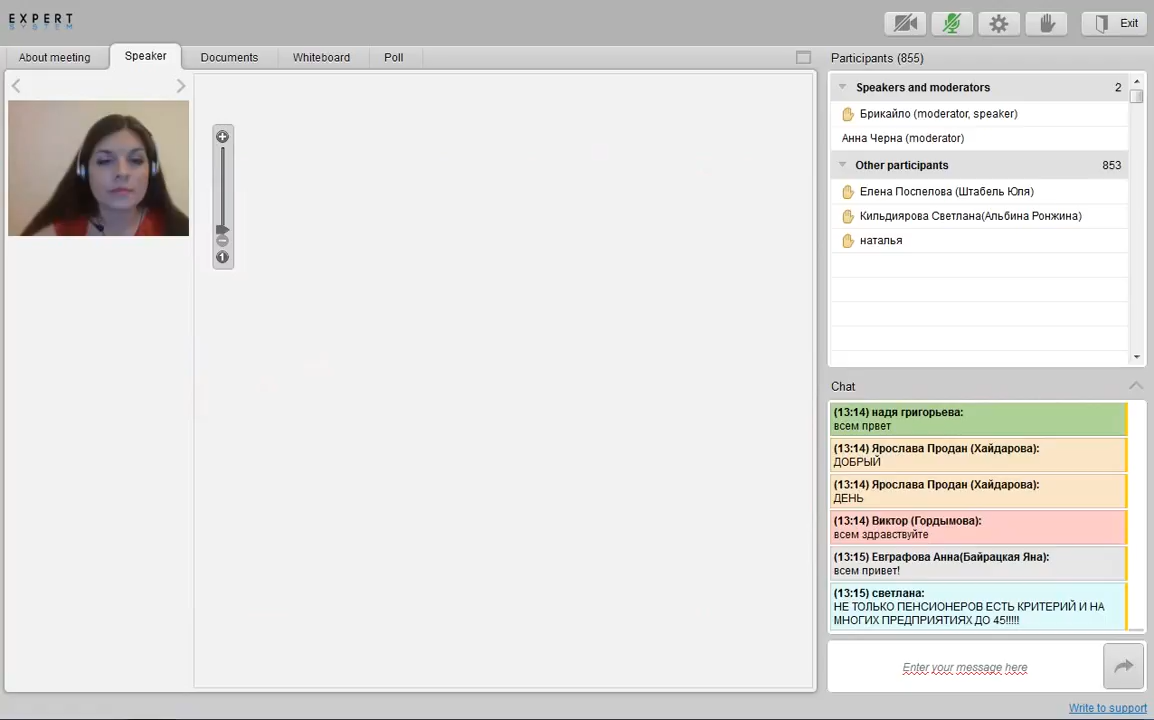 EXPERT
SYSTEM
Exit
About meeting
Speaker
Documents
Whiteboard
Poll
Participants (855)
Speakers and moderators 2
Брикайло (moderator, speaker)
Анна Черна (moderator)
Other participants 853
Елена Поспелова (Штабель Юля)
Кильдиярова Светлана(Альбина Ронжина)
наталья
Chat
(13:14) надя григорьева:
всем првет
(13:14) Ярослава Продан (Хайдарова):
ДОБРЫЙ
(13:14) Ярослава Продан (Хайдарова):
ДЕНЬ
(13:14) Виктор (Гордымова):
всем здравствуйте
(13:15) Евграфова Анна(Байрацкая Яна):
всем привет!
(13:15) светлана:
НЕ ТОЛЬКО ПЕНСИОНЕРОВ ЕСТЬ КРИТЕРИЙ И НА
МНОГИХ ПРЕДПРИЯТИЯХ ДО 45!!!!!
Enter your message here
Write to support